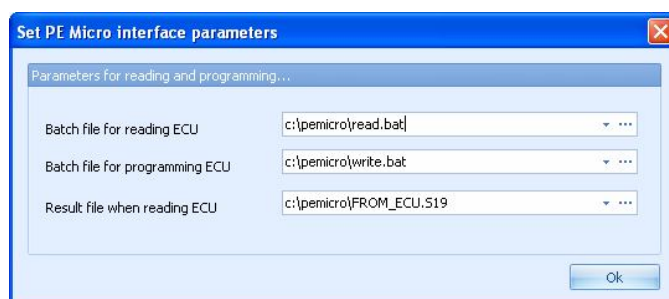 Set PE Micro interface parameters
Parameters for reading and programming...
Batch file for reading ECU c:\pemicro\read.bat
Batch file for programming ECU c:\pemicro\write.bat
Result file when reading ECU c:\pemicro\FROM_ECU.S19
Ok